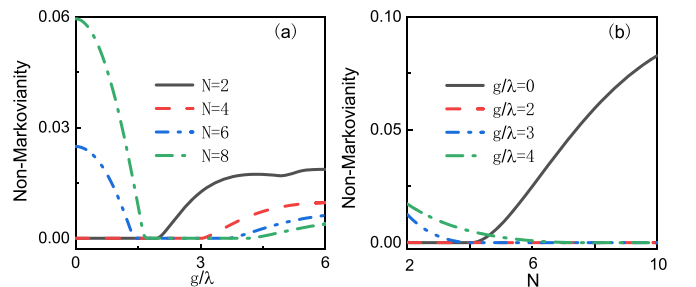 (a)
Non-Markovianity
0.06
0.03
0.00
N=2
N=4
N=6
N=8
0 3 6
g/λ
(b)
Non-Markovianity
0.10
0.05
0.00
g/λ=0
g/λ=2
g/λ=3
g/λ=4
2 6 10
N